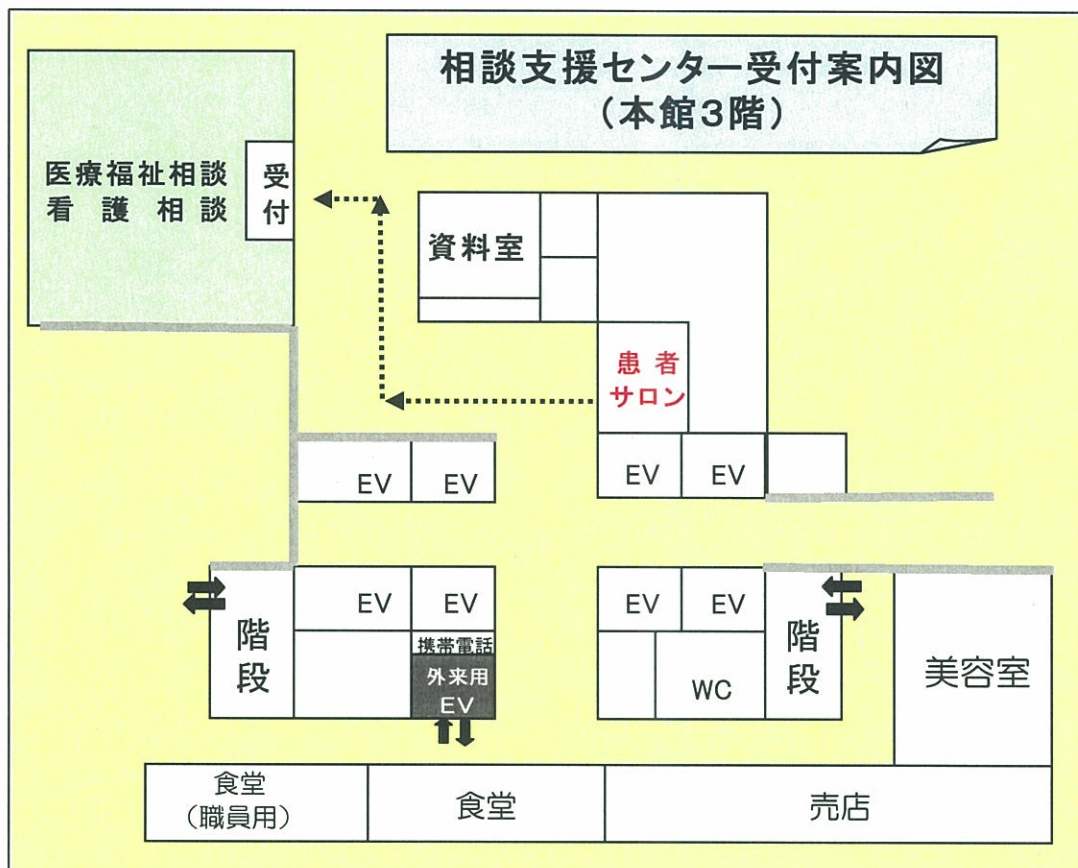 相談支援センター受付案内図
(本館3階)
医療福祉相談
看護相談
受付
資料室
患者
サロン
EV
EV
EV
EV
EV
EV
EV
EV
階段
携帯電話
外来用
EV
WC
階段
美容室
食堂
(職員用)
食堂
売店